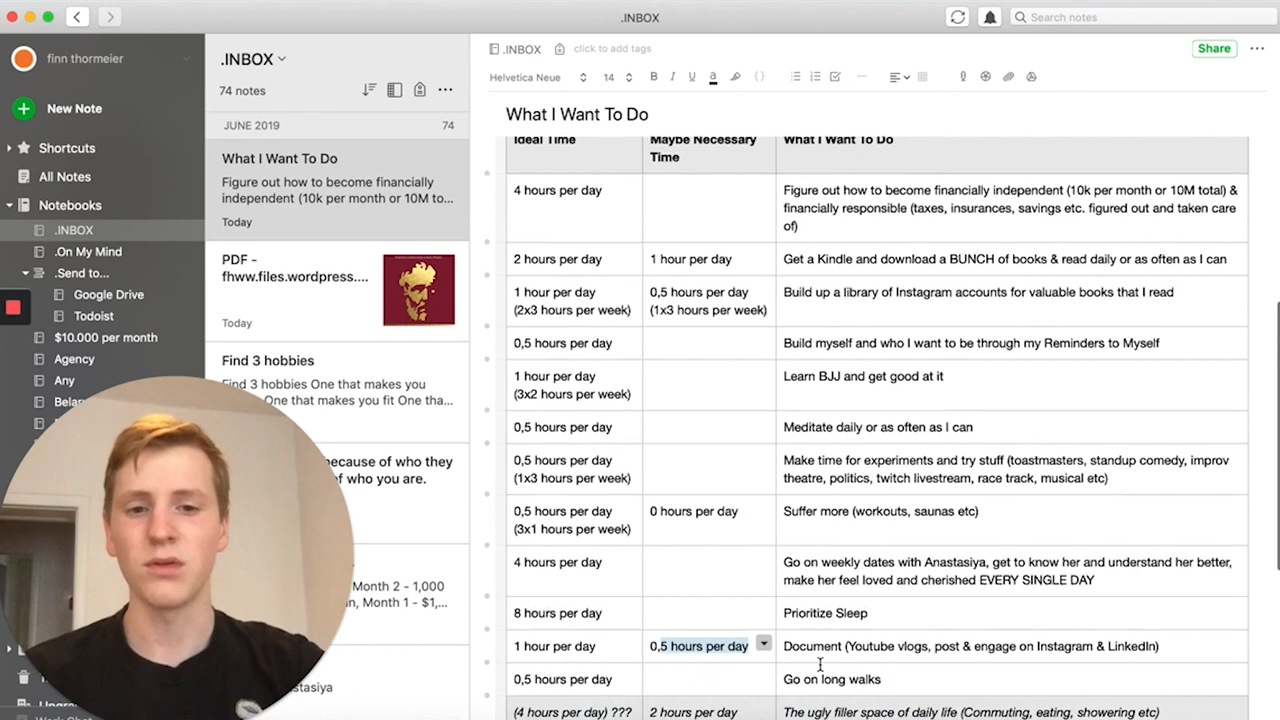 .INBOX
Search notes
finn thormeier
New Note
Shortcuts
All Notes
Notebooks
.INBOX
.On My Mind
.Send to...
Google Drive
Todoist
$10.000 per month
Agency
Any
.INBOX
74 notes
JUNE 2019 74
What I Want To Do
Figure out how to become financially
independent (10k per month or 10M to...
Today
PDF -
fhww.files.wordpress....
Today
Find 3 hobbies
Find 3 hobbies One that makes you
One that makes you fit One tha...
because of who they
of who you are.
Month 2 - 1,000
Month 1 - $1,...
.INBOX click to add tags
Share
Helvetica Neue 14 B I U a
What I Want To Do
Ideal Time Maybe Necessary What I Want To Do
Time
4 hours per day Figure out how to become financially independent (10k per month or 10M total) &
financially responsible (taxes, insurances, savings etc. figured out and taken care
of)
2 hours per day 1 hour per day Get a Kindle and download a BUNCH of books & read daily or as often as I can
1 hour per day 0,5 hours per day Build up a library of Instagram accounts for valuable books that I read
(2x3 hours per week) (1x3 hours per week)
0,5 hours per day Build myself and who I want to be through my Reminders to Myself
1 hour per day Learn BJJ and get good at it
(3x2 hours per week)
0,5 hours per day Meditate daily or as often as I can
0,5 hours per day Make time for experiments and try stuff (toastmasters, standup comedy, improv
(1x3 hours per week) theatre, politics, twitch livestream, race track, musical etc)
0,5 hours per day 0 hours per day Suffer more (workouts, saunas etc)
(3x1 hours per week)
4 hours per day Go on weekly dates with Anastasiya, get to know her and understand her better,
make her feel loved and cherished EVERY SINGLE DAY
8 hours per day Prioritize Sleep
1 hour per day 0,5 hours per day Document (Youtube vlogs, post & engage on Instagram & LinkedIn)
0,5 hours per day Go on long walks
(4 hours per day) ??? 2 hours per day The ugly filler space of daily life (Commuting, eating, showering etc)